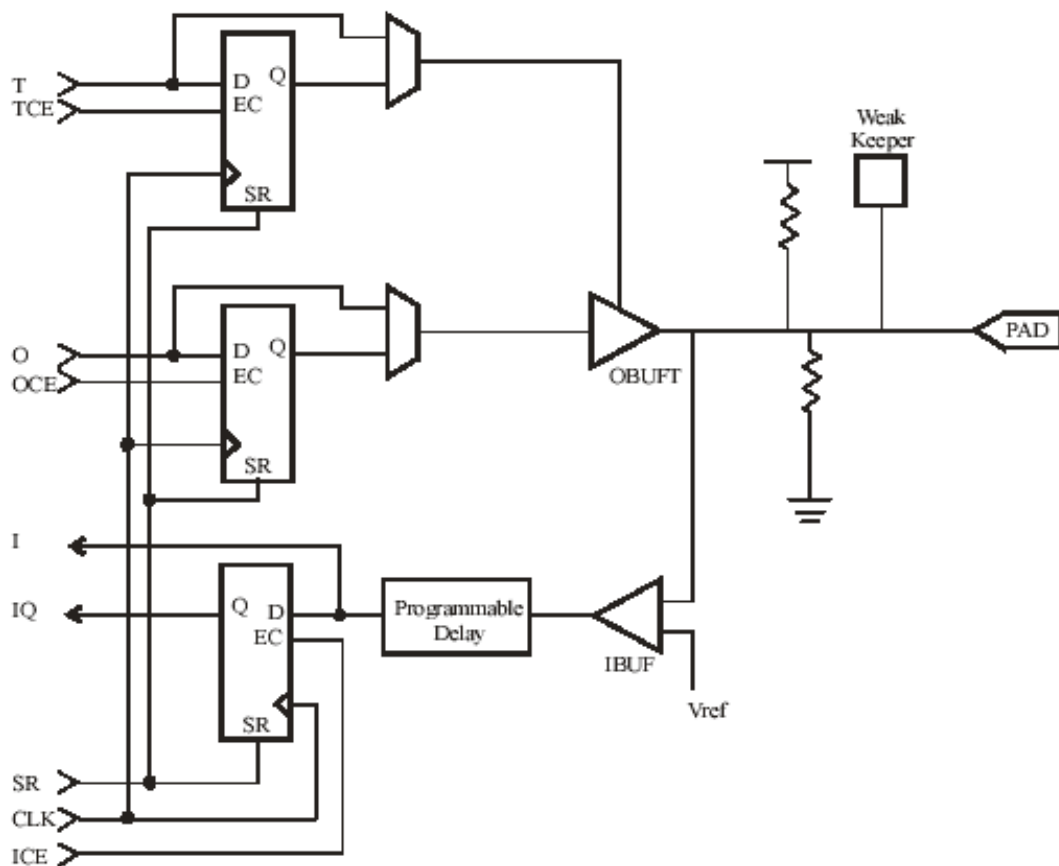 T
TCE
D Q
EC
SR
Weak
Keeper
O
OCE
D Q
EC
SR
OBUFT
PAD
I
IQ
Q D
EC
SR
Programmable
Delay
IBUF
Vref
SR
CLK
ICE